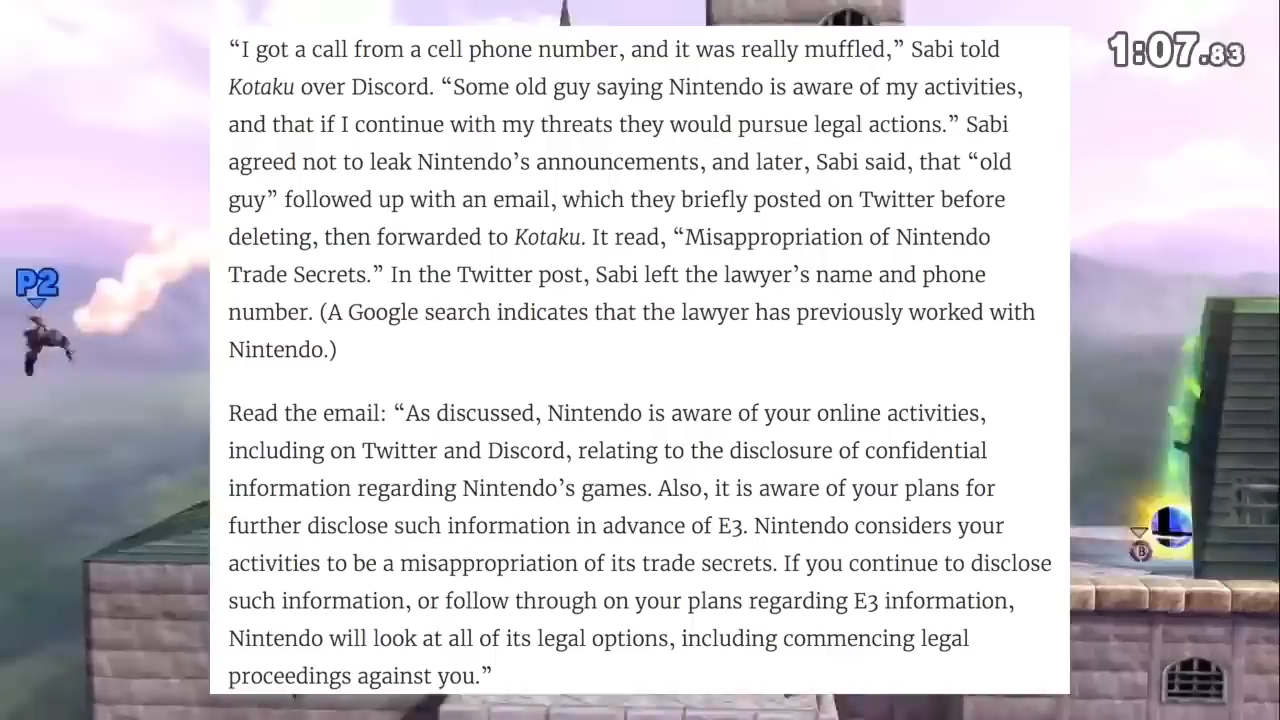 1:07.83
“I got a call from a cell phone number, and it was really muffled,” Sabi told
Kotaku over Discord. “Some old guy saying Nintendo is aware of my activities,
and that if I continue with my threats they would pursue legal actions.” Sabi
agreed not to leak Nintendo’s announcements, and later, Sabi said, that “old
guy” followed up with an email, which they briefly posted on Twitter before
deleting, then forwarded to Kotaku. It read, “Misappropriation of Nintendo
Trade Secrets.” In the Twitter post, Sabi left the lawyer’s name and phone
number. (A Google search indicates that the lawyer has previously worked with
Nintendo.)
Read the email: “As discussed, Nintendo is aware of your online activities,
including on Twitter and Discord, relating to the disclosure of confidential
information regarding Nintendo’s games. Also, it is aware of your plans for
further disclose such information in advance of E3. Nintendo considers your
activities to be a misappropriation of its trade secrets. If you continue to disclose
such information, or follow through on your plans regarding E3 information,
Nintendo will look at all of its legal options, including commencing legal
proceedings against you.”
P2
B